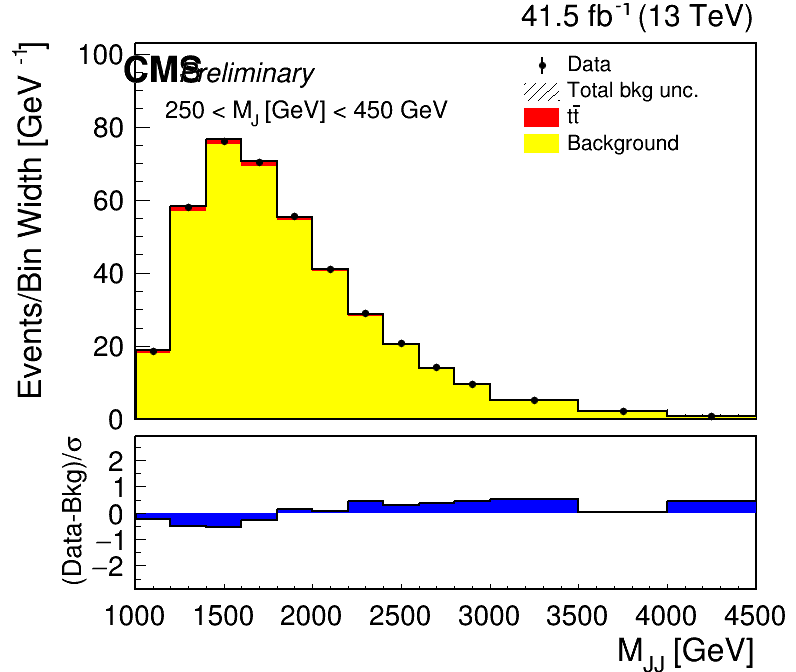 41.5 fb⁻¹ (13 TeV)
CMS Preliminary
250 < M_J [GeV] < 450 GeV
Data
Total bkg unc.
tt̄
Background
Events/Bin Width [GeV⁻¹]
100
80
60
40
20
0
(Data-Bkg)/σ
2
1
0
−1
−2
1000 1500 2000 2500 3000 3500 4000 4500
M_JJ [GeV]